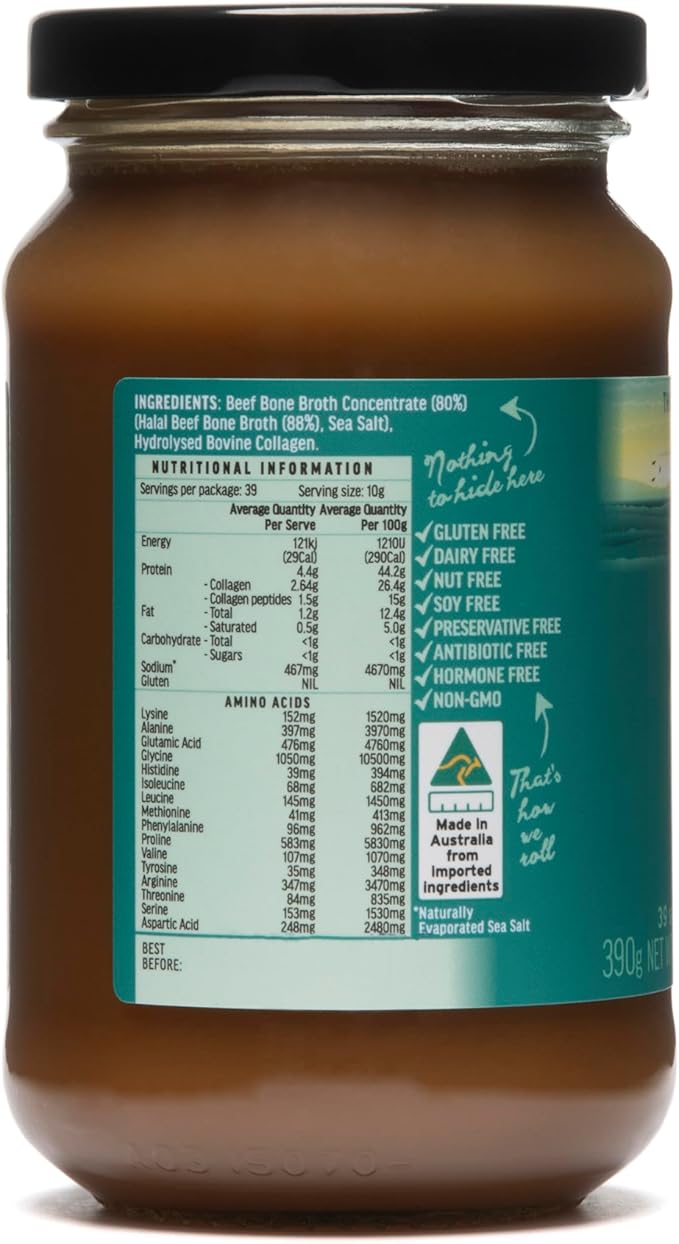 INGREDIENTS: Beef Bone Broth Concentrate (80%)
(Halal Beef Bone Broth (88%), Sea Salt),
Hydrolysed Bovine Collagen.
Nothing
to hide here
NUTRITIONAL INFORMATION
Servings per package: 39 Serving size: 10g
Average Quantity Average Quantity
Per Serve Per 100g
Energy 121kj 1210U
(29Cal) (290Cal)
Protein 4.4g 44.2g
- Collagen 2.64g 26.4g
- Collagen peptides 1.5g 15g
Fat - Total 1.2g 12.4g
- Saturated 0.5g 5.0g
Carbohydrate - Total <1g <1g
- Sugars <1g <1g
Sodium* 467mg 4670mg
Gluten NIL NIL
AMINO ACIDS
Lysine 152mg 1520mg
Alanine 397mg 3970mg
Glutamic Acid 476mg 4760mg
Glycine 1050mg 10500mg
Histidine 39mg 394mg
Isoleucine 68mg 682mg
Leucine 145mg 1450mg
Methionine 41mg 413mg
Phenylalanine 96mg 962mg
Proline 583mg 5830mg
Valine 107mg 1070mg
Tyrosine 35mg 348mg
Arginine 347mg 3470mg
Threonine 84mg 835mg
Serine 153mg 1530mg
Aspartic Acid 248mg 2480mg
BEST
BEFORE:
GLUTEN FREE
DAIRY FREE
NUT FREE
SOY FREE
PRESERVATIVE FREE
ANTIBIOTIC FREE
HORMONE FREE
NON-GMO
That's
how
we
roll
Made in
Australia
from
Imported
Ingredients
*Naturally
Evaporated Sea Salt
39
390g NET